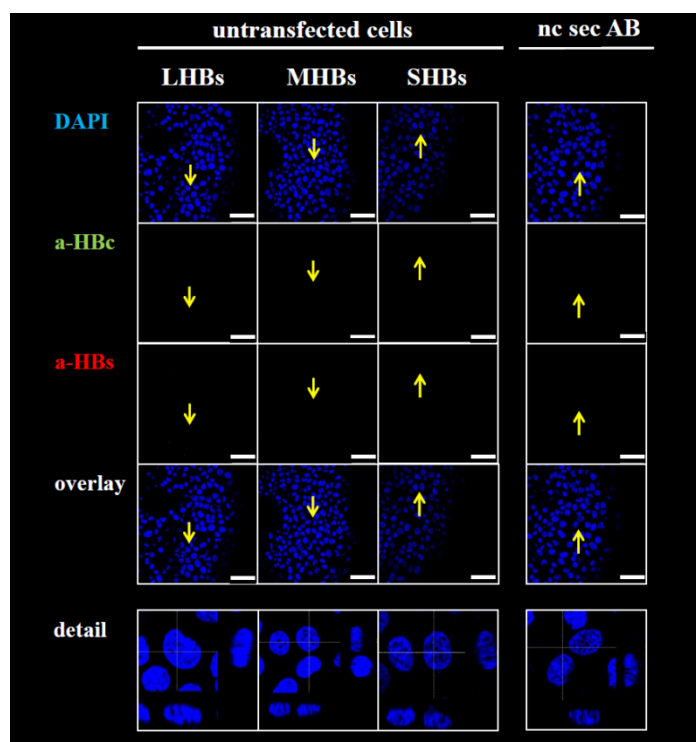 untransfected cells
nc sec AB
LHBs MHBs SHBs
DAPI
a-HBc
a-HBs
overlay
detail